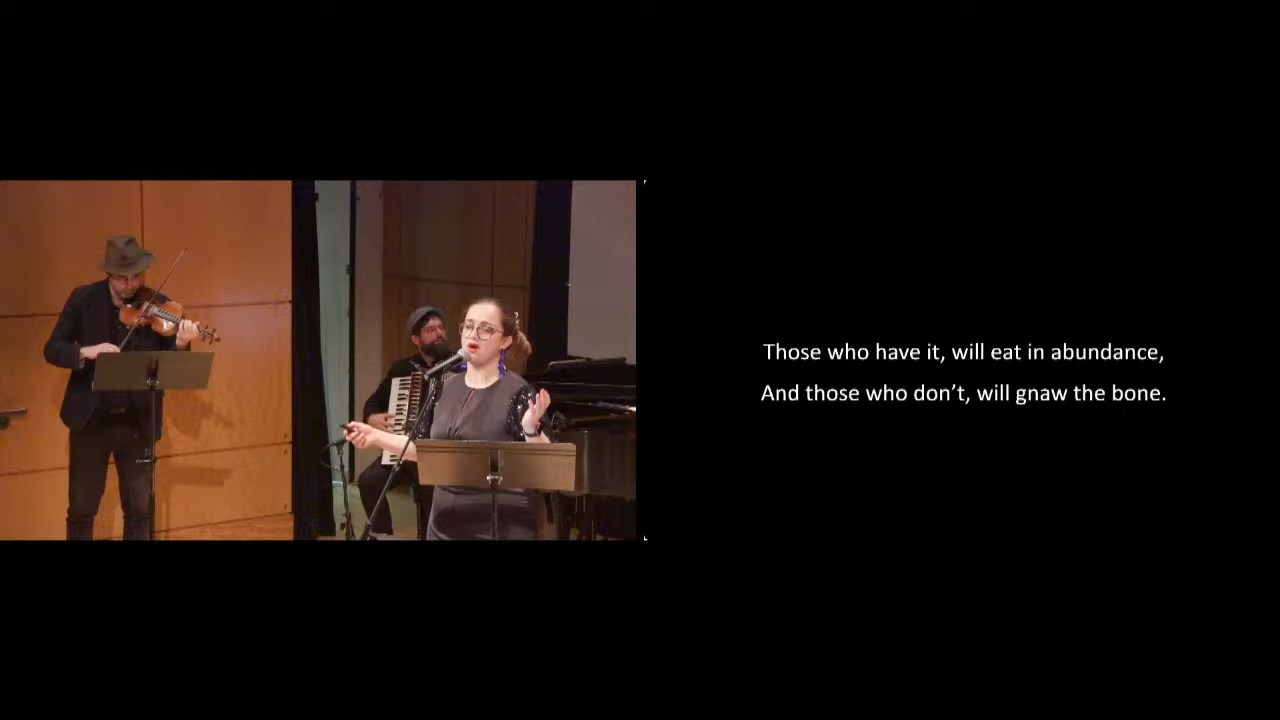 Those who have it, will eat in abundance,
And those who don’t, will gnaw the bone.